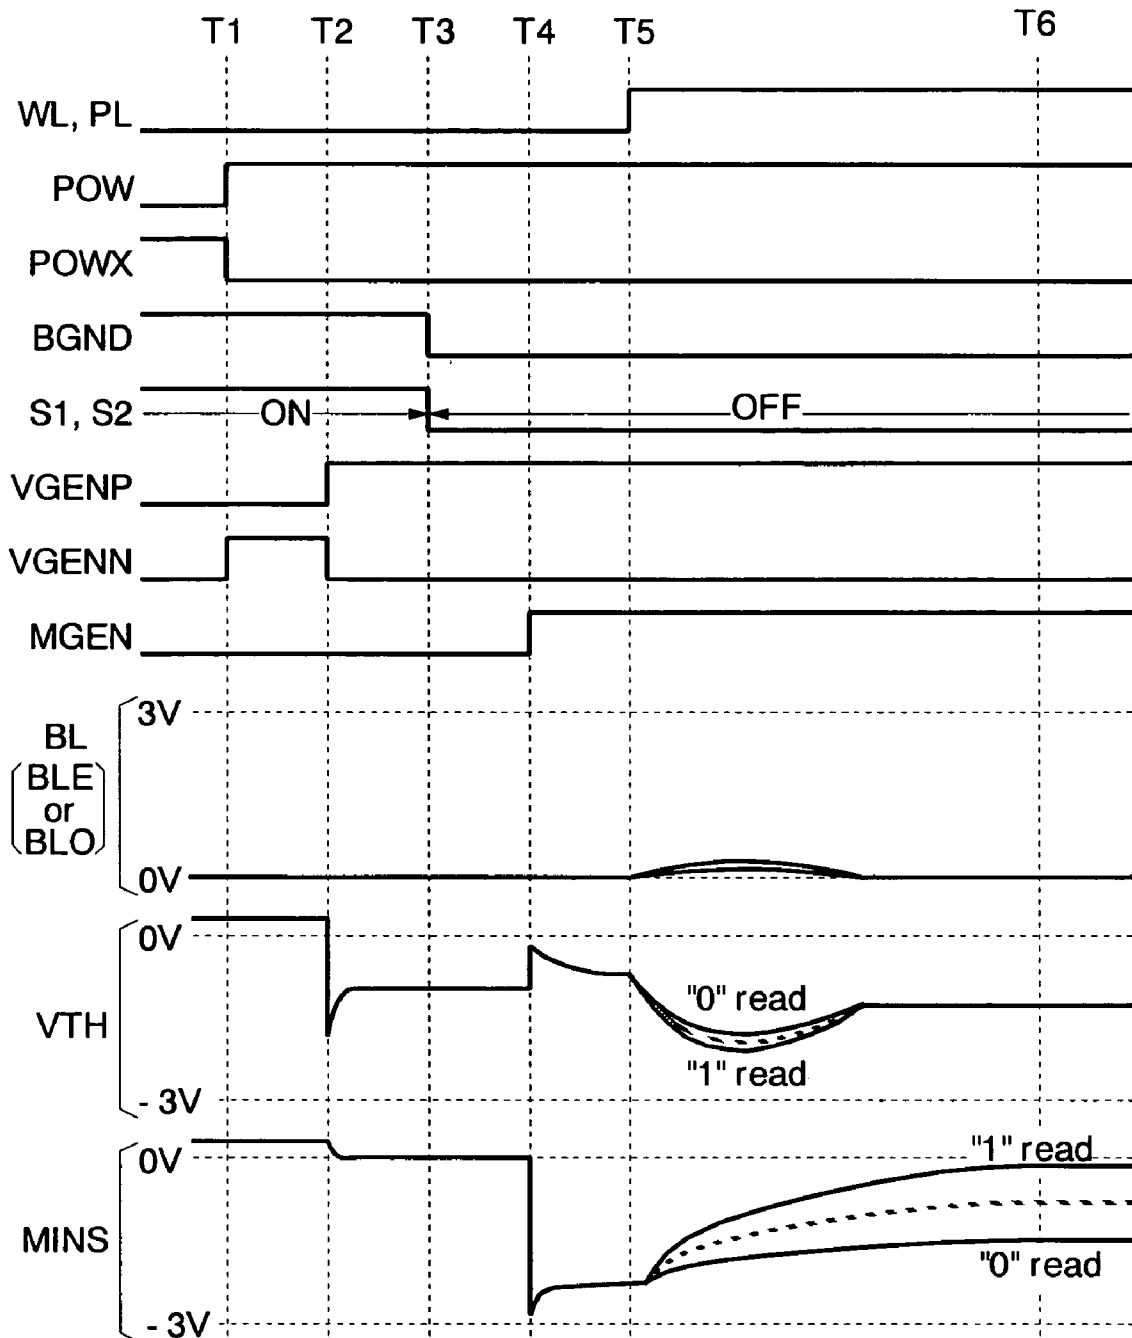 T1 T2 T3 T4 T5 T6
WL, PL
POW
POWX
BGND
S1, S2 ON OFF
VGENP
VGENN
MGEN
3V
BL
(BLE
or
BLO)
0V
0V
VTH
"0" read
"1" read
- 3V
0V
"1" read
MINS
"0" read
- 3V